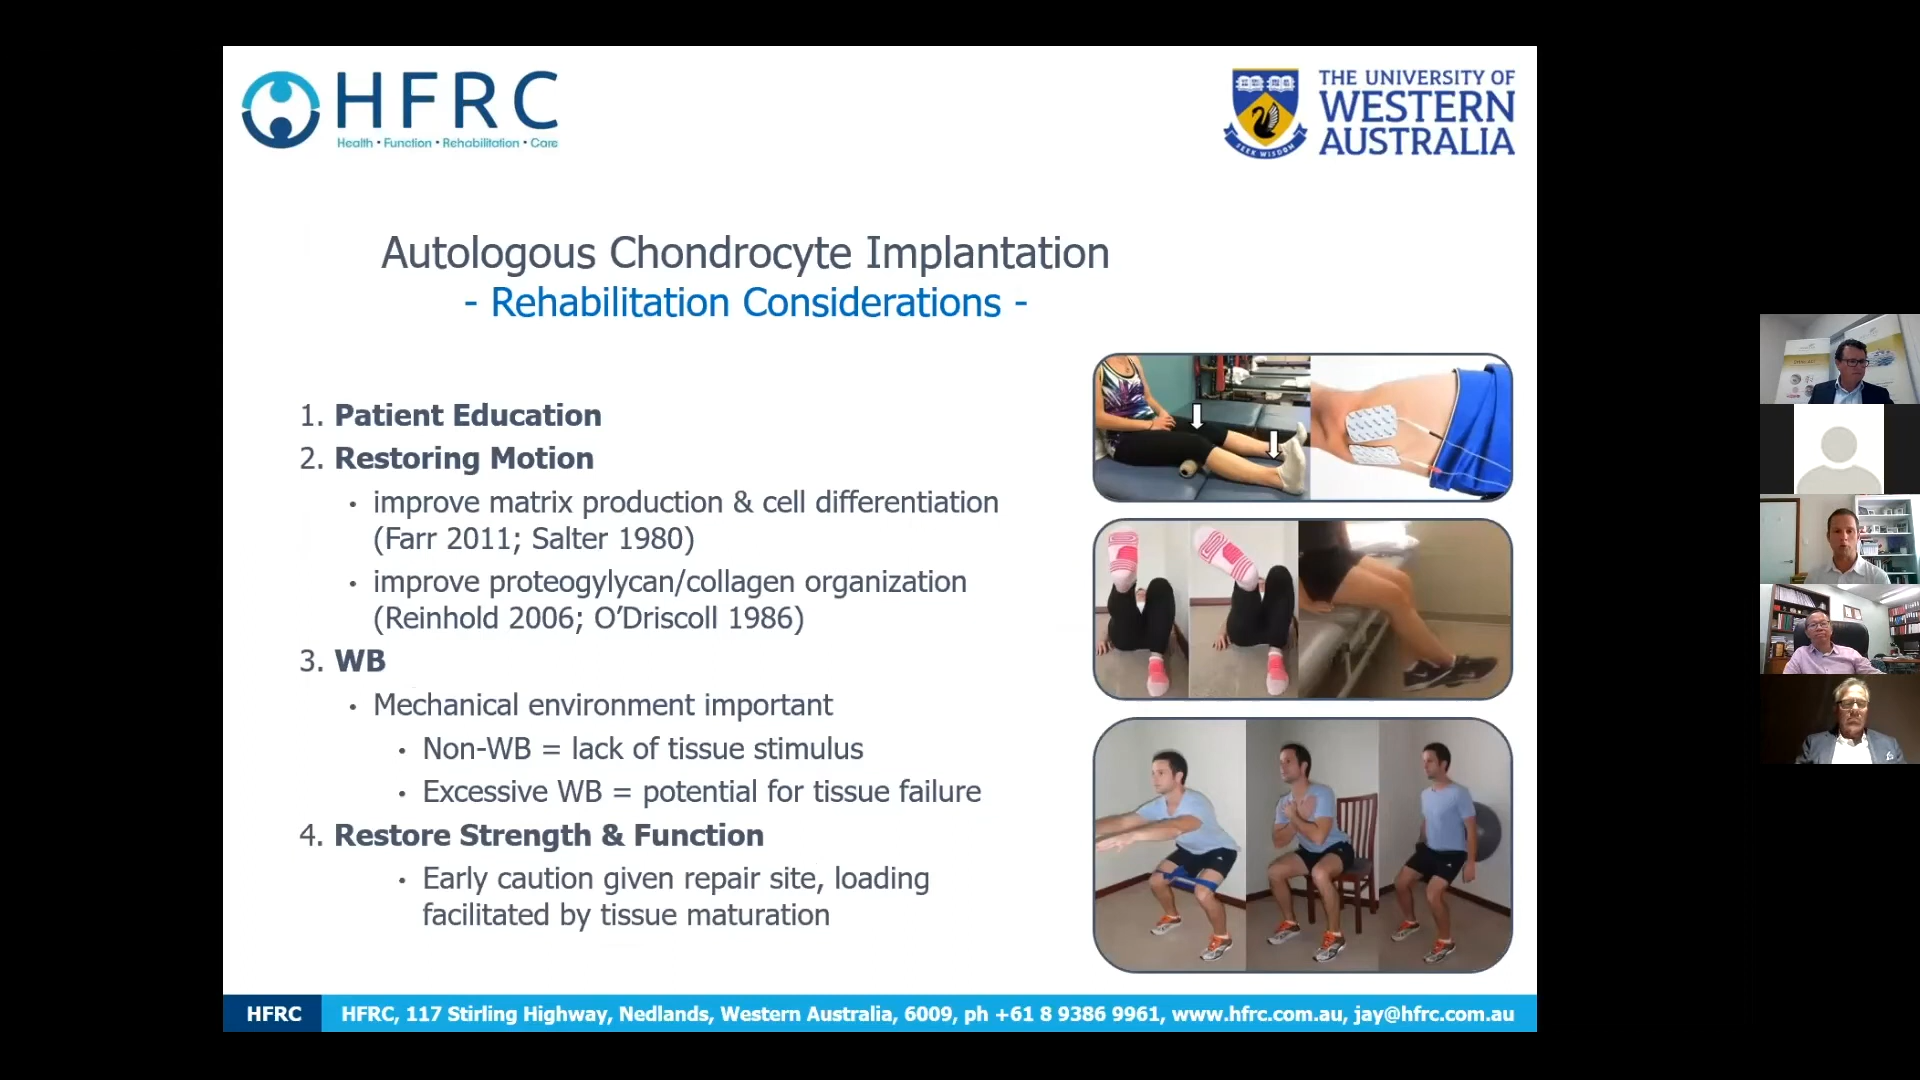 HFRC
Health • Function • Rehabilitation • Care
THE UNIVERSITY OF
WESTERN
AUSTRALIA
SEEK WISDOM
Autologous Chondrocyte Implantation
- Rehabilitation Considerations -
1. Patient Education
2. Restoring Motion
• improve matrix production & cell differentiation
(Farr 2011; Salter 1980)
• improve proteogylycan/collagen organization
(Reinhold 2006; O’Driscoll 1986)
3. WB
• Mechanical environment important
• Non-WB = lack of tissue stimulus
• Excessive WB = potential for tissue failure
4. Restore Strength & Function
• Early caution given repair site, loading
facilitated by tissue maturation
HFRC
HFRC, 117 Stirling Highway, Nedlands, Western Australia, 6009, ph +61 8 9386 9961, www.hfrc.com.au, jay@hfrc.com.au